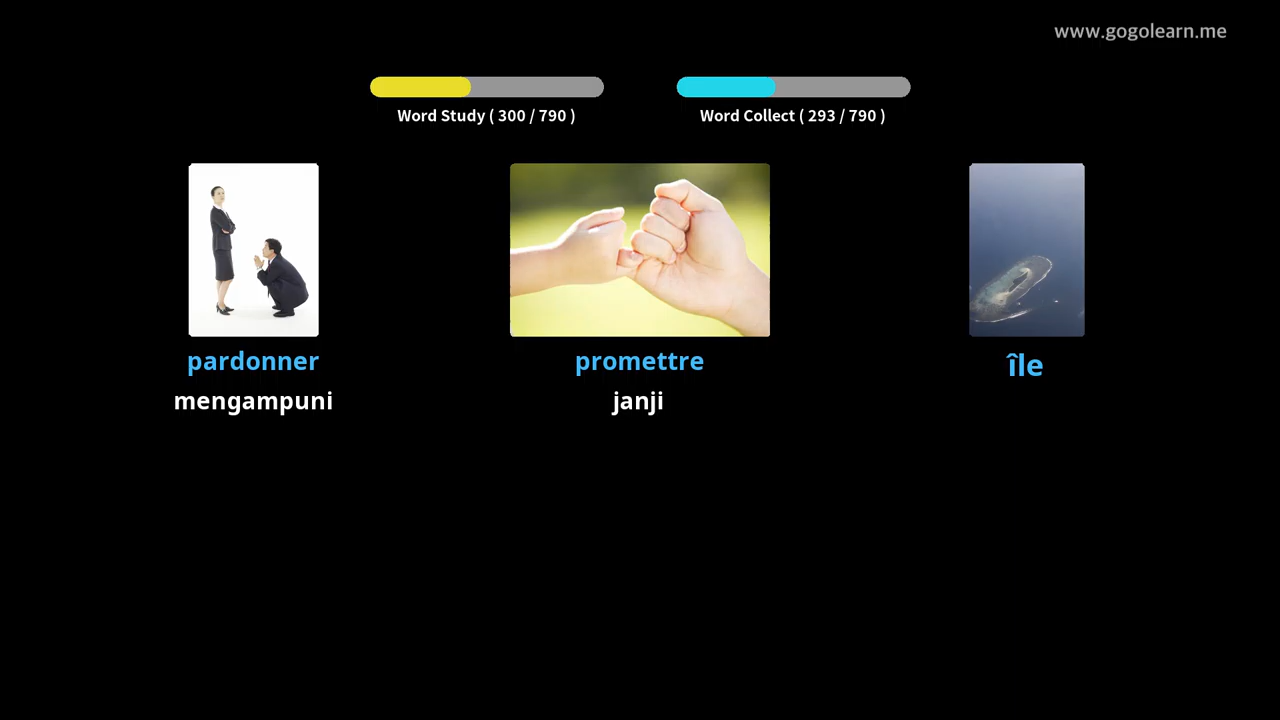 www.gogolearn.me
Word Study ( 300 / 790 )
Word Collect ( 293 / 790 )
pardonner
promettre
île
mengampuni
janji